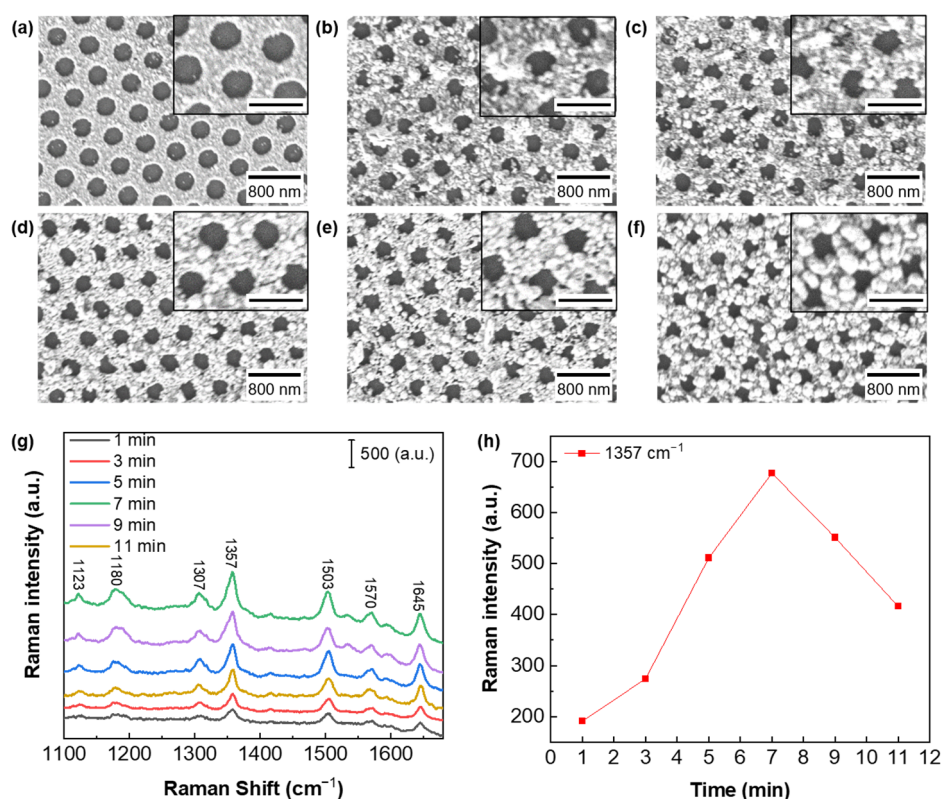 (a)
(b)
(c)
800 nm
800 nm
800 nm
(d)
(e)
(f)
800 nm
800 nm
800 nm
(g)
1 min
3 min
5 min
7 min
9 min
11 min
500 (a.u.)
1123
1180
1307
1357
1503
1570
1645
Raman intensity (a.u.)
1100 1200 1300 1400 1500 1600
Raman Shift (cm⁻¹)
(h)
1357 cm⁻¹
Raman intensity (a.u.)
700
600
500
400
300
200
0 1 2 3 4 5 6 7 8 9 10 11 12
Time (min)